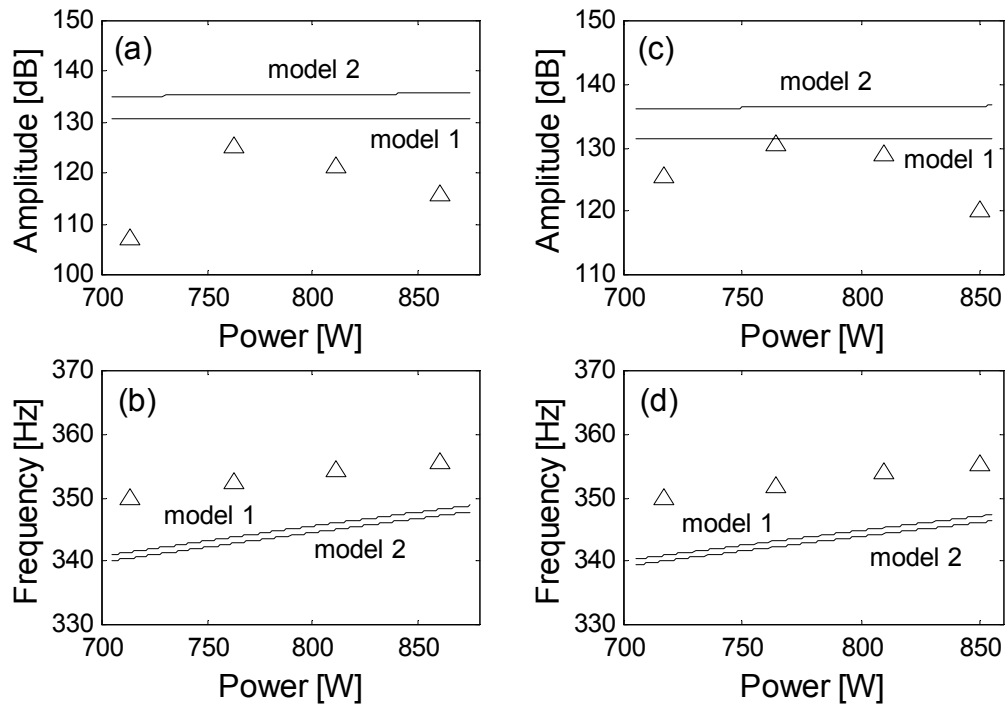 (a)
Amplitude [dB]
150
140
130
120
110
100
model 2
model 1
700
750
800
850
Power [W]
(c)
Amplitude [dB]
150
140
130
120
110
model 2
model 1
700
750
800
850
Power [W]
(b)
Frequency [Hz]
370
360
350
340
330
model 1
model 2
700
750
800
850
Power [W]
(d)
Frequency [Hz]
370
360
350
340
330
model 1
model 2
700
750
800
850
Power [W]